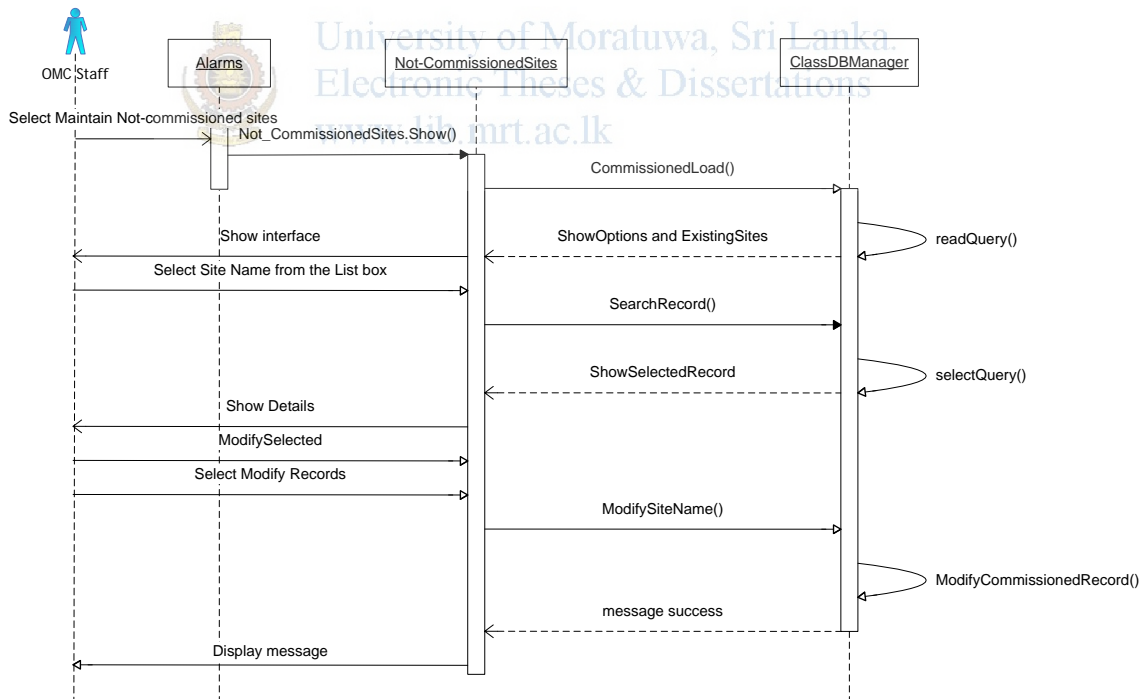 University of Moratuwa, Sri Lanka.
Electronic Theses & Dissertations
www.lib.mrt.ac.lk
OMC Staff
Alarms
Not-CommissionedSites
ClassDBManager
Select Maintain Not-commissioned sites
Not_CommissionedSites.Show()
CommissionedLoad()
readQuery()
ShowOptions and ExistingSites
Show interface
Select Site Name from the List box
SearchRecord()
selectQuery()
ShowSelectedRecord
Show Details
ModifySelected
Select Modify Records
ModifySiteName()
ModifyCommissionedRecord()
message success
Display message